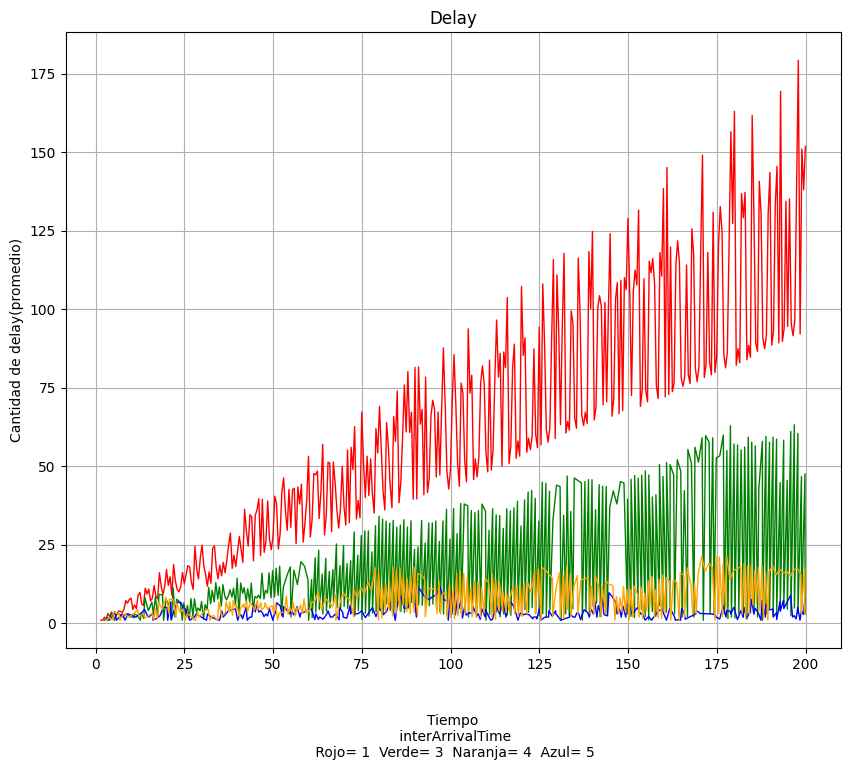 Delay
175
150
125
100
75
50
25
0
Cantidad de delay(promedio)
0 25 50 75 100 125 150 175 200
Tiempo
interArrivalTime
Rojo= 1 Verde= 3 Naranja= 4 Azul= 5